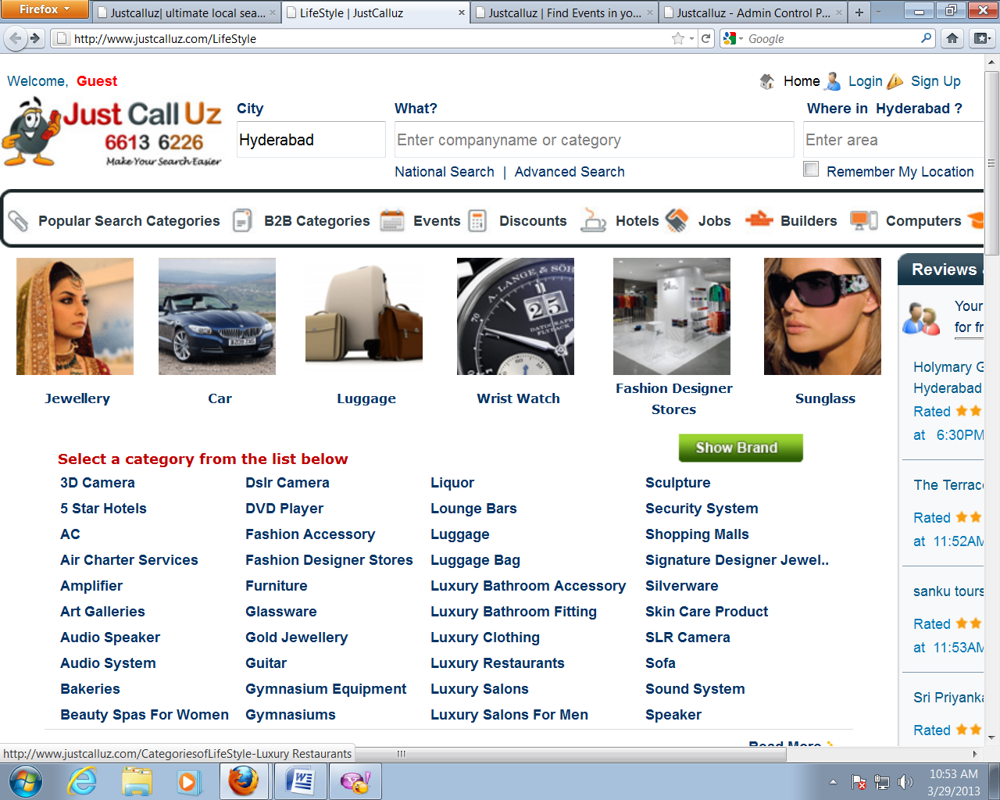 Firefox
Justcalluz| ultimate local sea...
LifeStyle | JustCalluz
Justcalluz | Find Events in yo...
Justcalluz - Admin Control P...
http://www.justcalluz.com/LifeStyle
Google
Welcome, Guest
Home Login Sign Up
Just Call Uz
6613 6226
Make Your Search Easier
City What? Where in Hyderabad ?
Hyderabad Enter companyname or category Enter area
National Search | Advanced Search Remember My Location
Popular Search Categories B2B Categories Events Discounts Hotels Jobs Builders Computers
A. LANGE & SÖH
25
DATOGRAPH
FLYBACK
Reviews
Your
for fr
Jewellery Car Luggage Wrist Watch Fashion Designer Stores Sunglass
Holymary G
Hyderabad
Rated
at 6:30PM
Show Brand
Select a category from the list below
3D Camera Dslr Camera Liquor Sculpture
5 Star Hotels DVD Player Lounge Bars Security System
AC Fashion Accessory Luggage Shopping Malls
Air Charter Services Fashion Designer Stores Luggage Bag Signature Designer Jewel..
Amplifier Furniture Luxury Bathroom Accessory Silverware
Art Galleries Glassware Luxury Bathroom Fitting Skin Care Product
Audio Speaker Gold Jewellery Luxury Clothing SLR Camera
Audio System Guitar Luxury Restaurants Sofa
Bakeries Gymnasium Equipment Luxury Salons Sound System
Beauty Spas For Women Gymnasiums Luxury Salons For Men Speaker
Read More
The Terrace
Rated
at 11:52AM
sanku tours
Rated
at 11:53AM
Sri Priyanka
Rated
http://www.justcalluz.com/CategoriesofLifeStyle-Luxury Restaurants
10:53 AM
3/29/2013